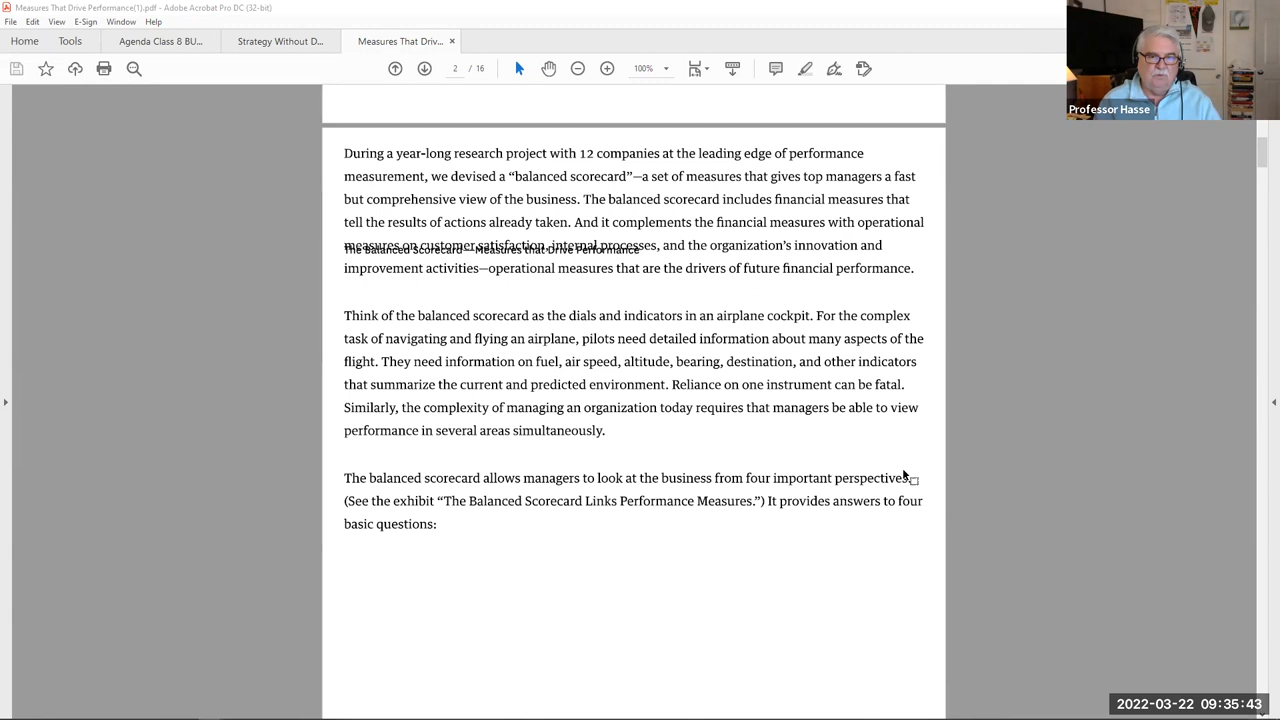 Measures That Drive Performance(1).pdf - Adobe Acrobat Pro DC (32-bit)
File Edit View E-Sign Window Help
Home Tools Agenda Class 8 BU... Strategy Without D... Measures That Driv... ×
2 / 16 100%
Professor Hasse
During a year-long research project with 12 companies at the leading edge of performance
measurement, we devised a “balanced scorecard”—a set of measures that gives top managers a fast
but comprehensive view of the business. The balanced scorecard includes financial measures that
tell the results of actions already taken. And it complements the financial measures with operational
measures on customer satisfaction, internal processes, and the organization’s innovation and
The Balanced Scorecard—Measures that Drive Performance
improvement activities—operational measures that are the drivers of future financial performance.
Think of the balanced scorecard as the dials and indicators in an airplane cockpit. For the complex
task of navigating and flying an airplane, pilots need detailed information about many aspects of the
flight. They need information on fuel, air speed, altitude, bearing, destination, and other indicators
that summarize the current and predicted environment. Reliance on one instrument can be fatal.
Similarly, the complexity of managing an organization today requires that managers be able to view
performance in several areas simultaneously.
The balanced scorecard allows managers to look at the business from four important perspectives.
(See the exhibit “The Balanced Scorecard Links Performance Measures.”) It provides answers to four
basic questions:
2022-03-22 09:35:43